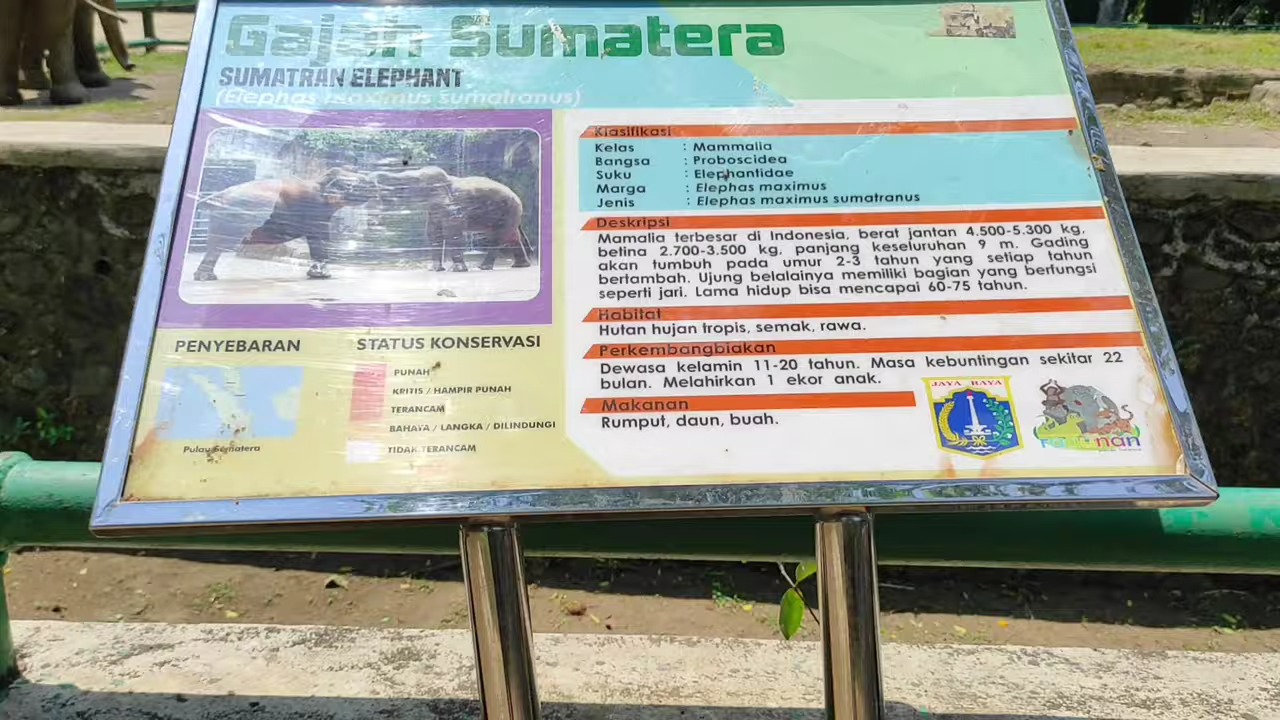 Gajah Sumatera
SUMATRAN ELEPHANT
(Elephas maximus sumatranus)
Klasifikasi
Kelas : Mammalia
Bangsa : Proboscidea
Suku : Elephantidae
Marga : Elephas maximus
Jenis : Elephas maximus sumatranus
Deskripsi
Mamalia terbesar di Indonesia, berat jantan 4.500-5.300 kg,
betina 2.700-3.500 kg, panjang keseluruhan 9 m. Gading
akan tumbuh pada umur 2-3 tahun yang setiap tahun
bertambah. Ujung belalainya memiliki bagian yang berfungsi
seperti jari. Lama hidup bisa mencapai 60-75 tahun.
Habitat
Hutan hujan tropis, semak, rawa.
Perkembangbiakan
Dewasa kelamin 11-20 tahun. Masa kebuntingan sekitar 22
bulan. Melahirkan 1 ekor anak.
Makanan
Rumput, daun, buah.
PENYEBARAN
Pulau Sumatera
STATUS KONSERVASI
PUNAH
KRITIS / HAMPIR PUNAH
TERANCAM
BAHAYA / LANGKA / DILINDUNGI
TIDAK TERANCAM
JAYA RAYA